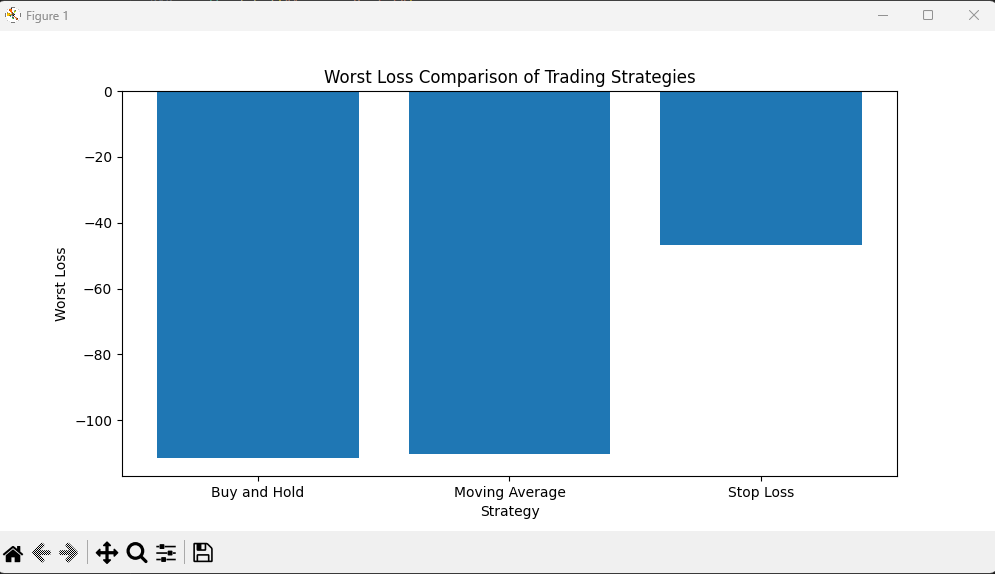 Figure 1
Worst Loss Comparison of Trading Strategies
0
−20
−40
−60
−80
−100
Worst Loss
Buy and Hold
Moving Average
Stop Loss
Strategy